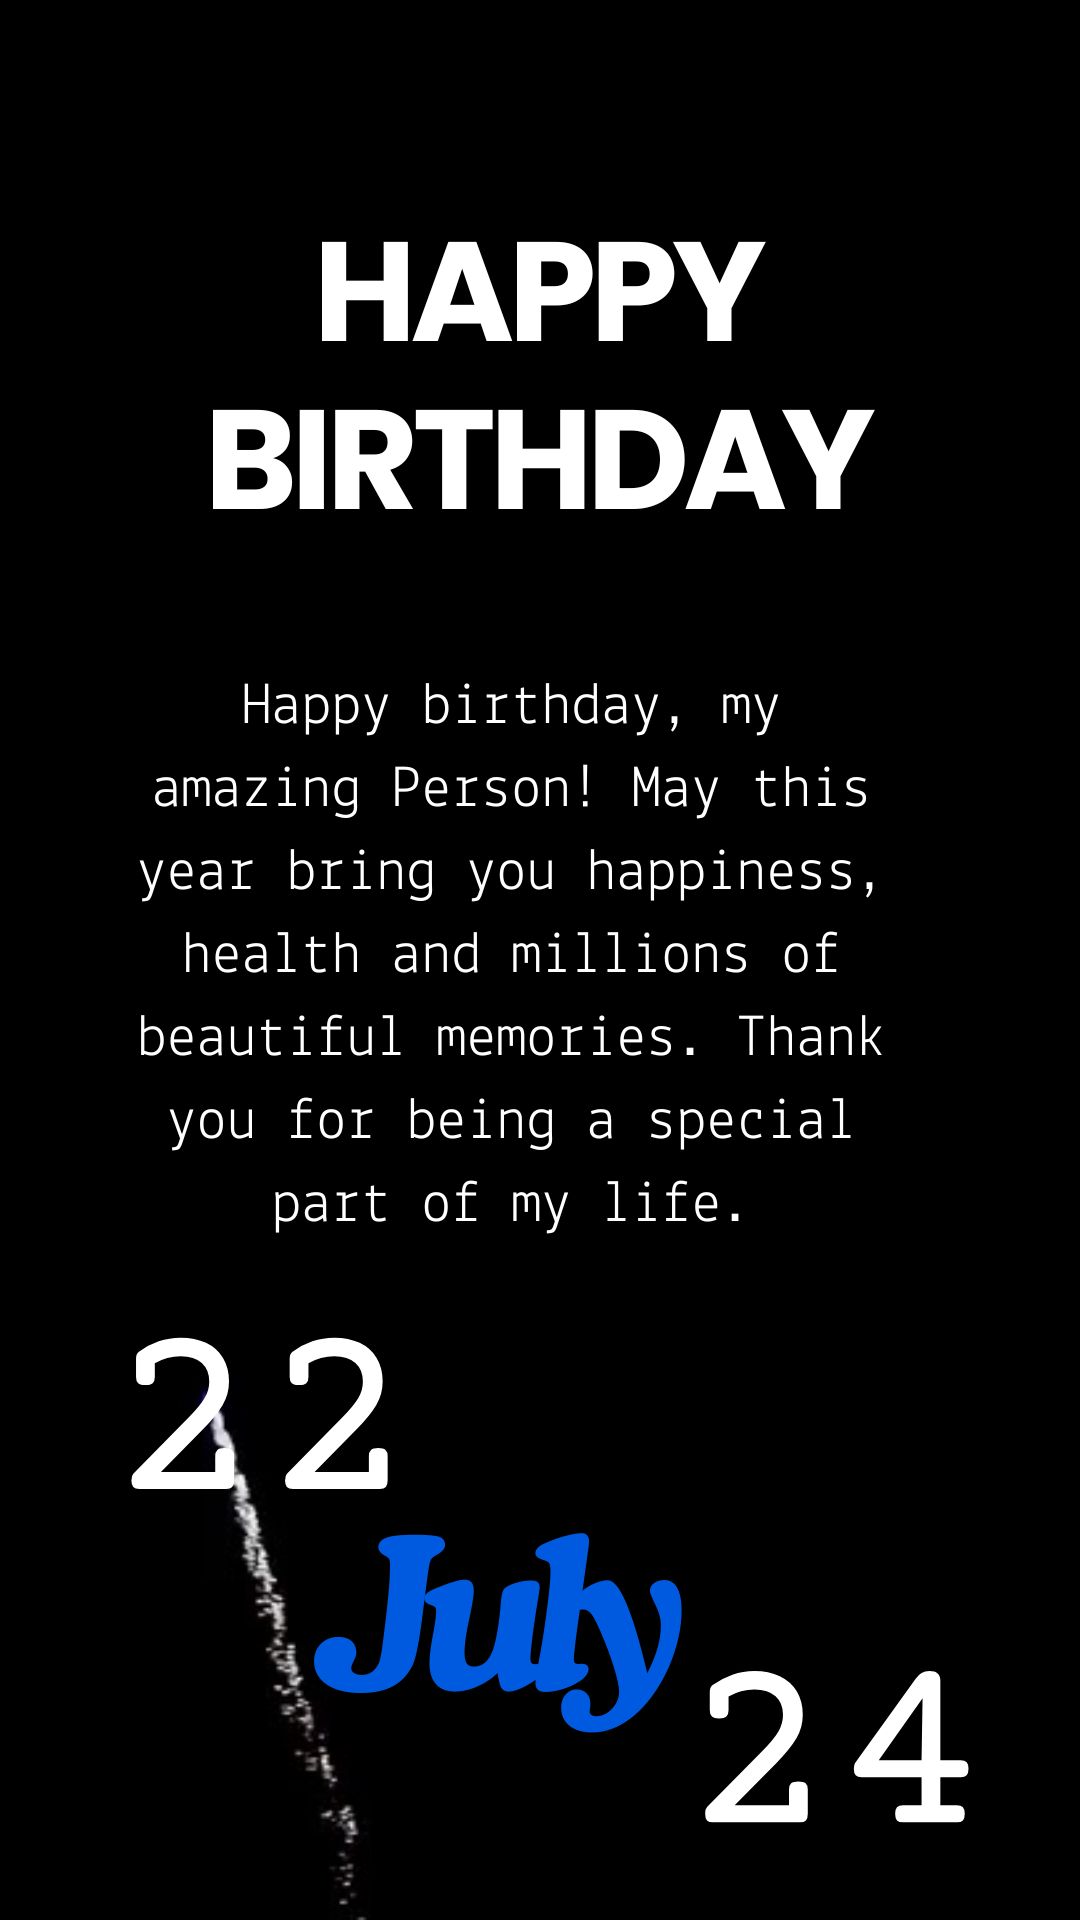 HAPPY
BIRTHDAY
Happy birthday, my
amazing Person! May this
year bring you happiness,
health and millions of
beautiful memories. Thank
you for being a special
part of my life.
22
July
24